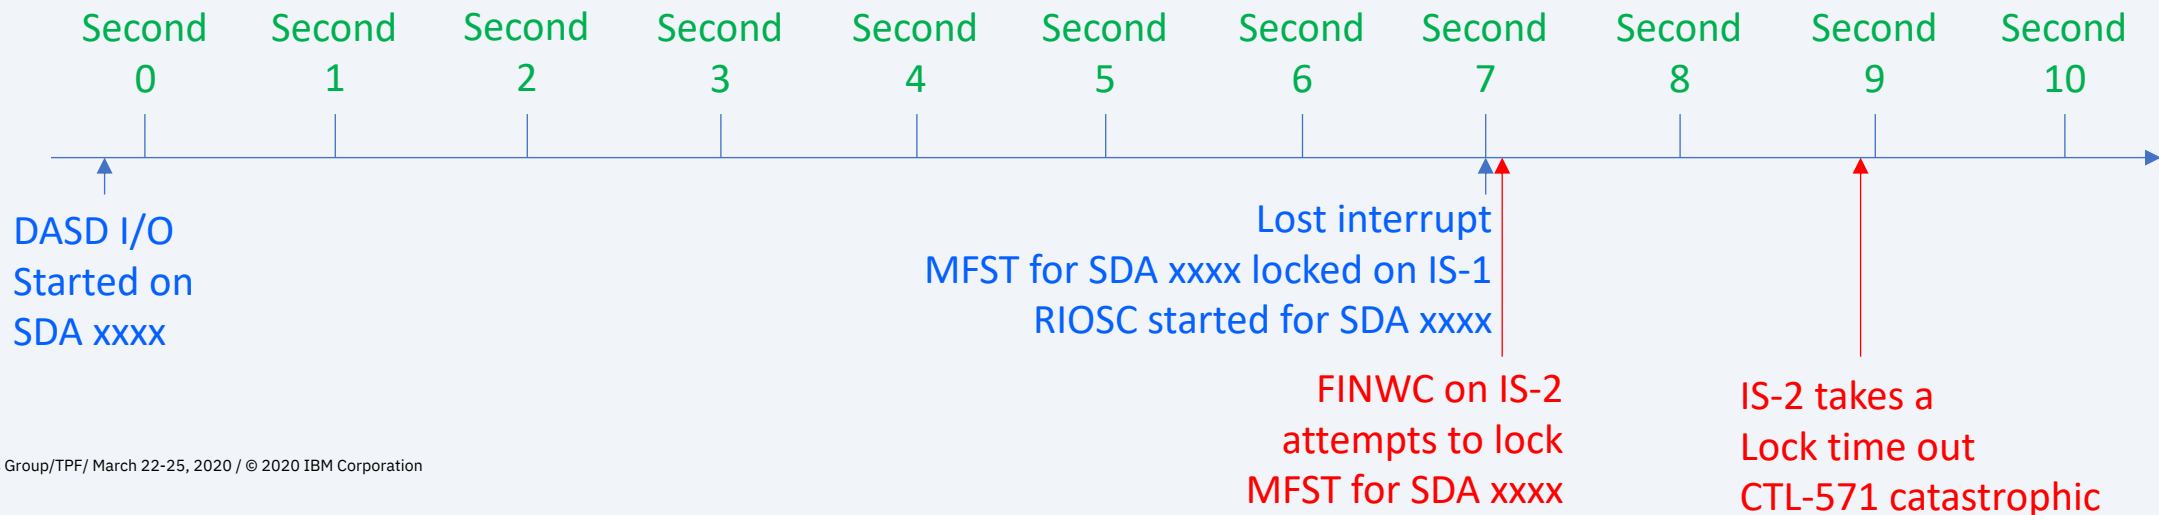 Second Second Second Second Second Second Second Second Second Second Second
0 1 2 3 4 5 6 7 8 9 10
DASD I/O
Started on
SDA xxxx
Lost interrupt
MFST for SDA xxxx locked on IS-1
RIOSC started for SDA xxxx
FINWC on IS-2
attempts to lock
MFST for SDA xxxx
IS-2 takes a
Lock time out
CTL-571 catastrophic
Group/TPF/ March 22-25, 2020 / © 2020 IBM Corporation